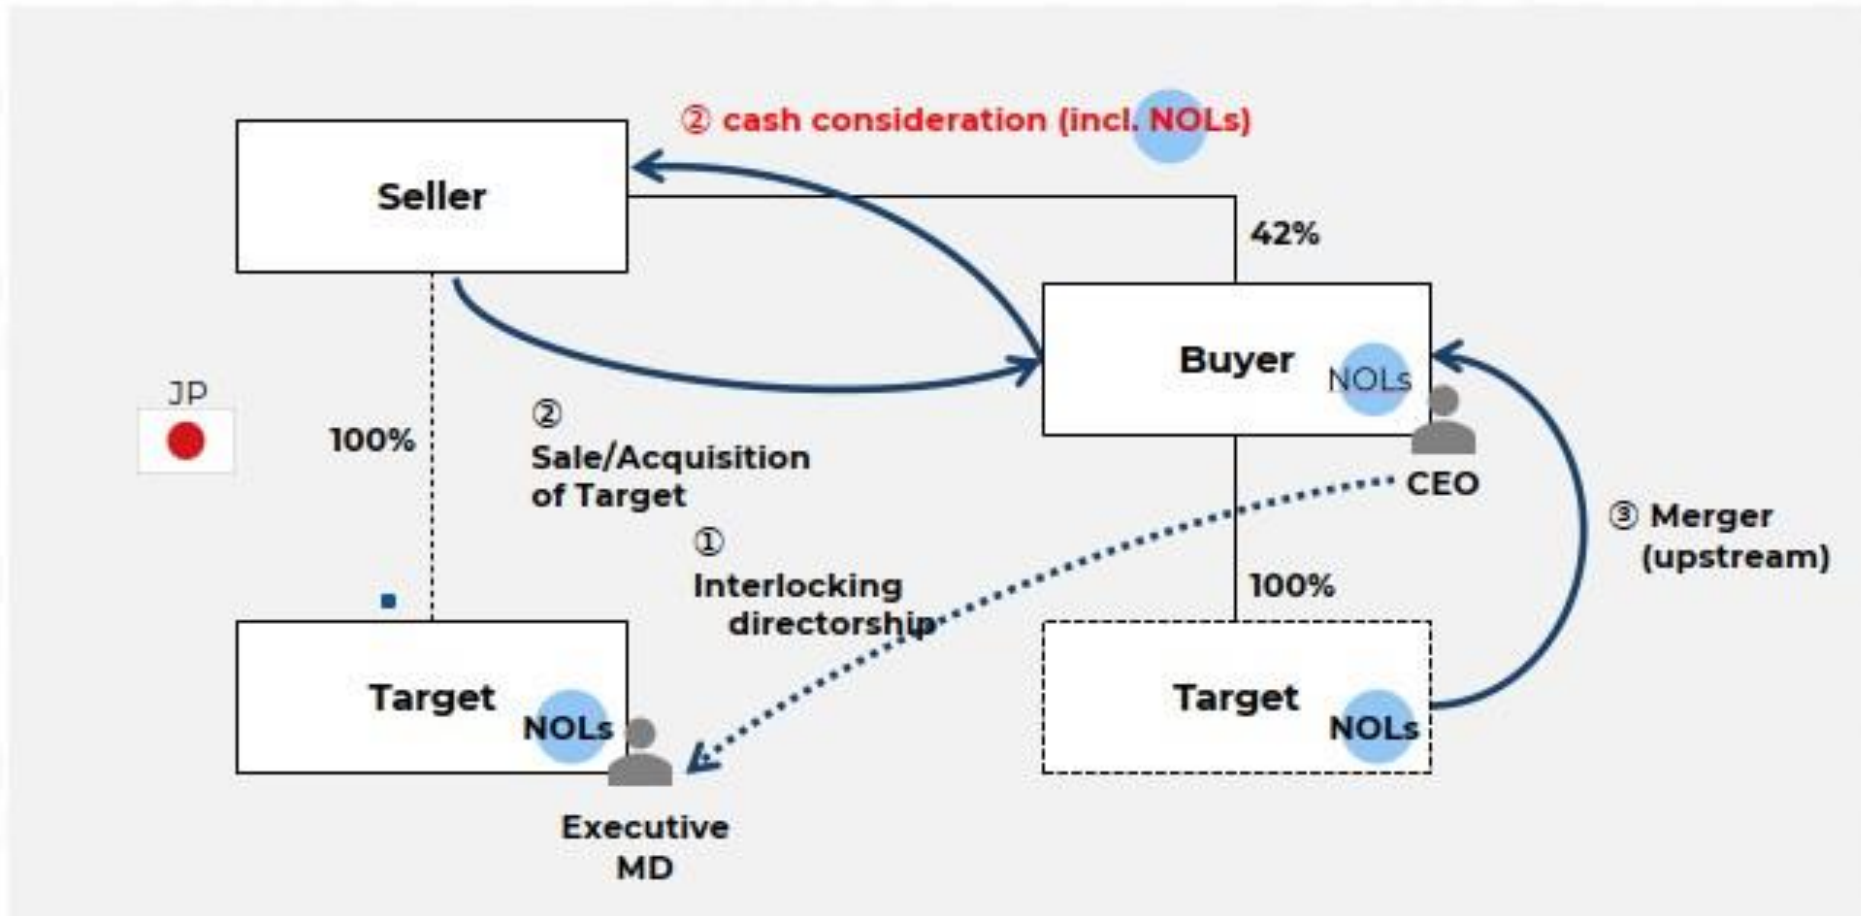 ② cash consideration (incl. NOLs)
Seller
42%
Buyer
NOLs
JP
100%
②
Sale/Acquisition
of Target
CEO
③ Merger
(upstream)
①
Interlocking
directorship
100%
Target
NOLs
Target
NOLs
Executive
MD